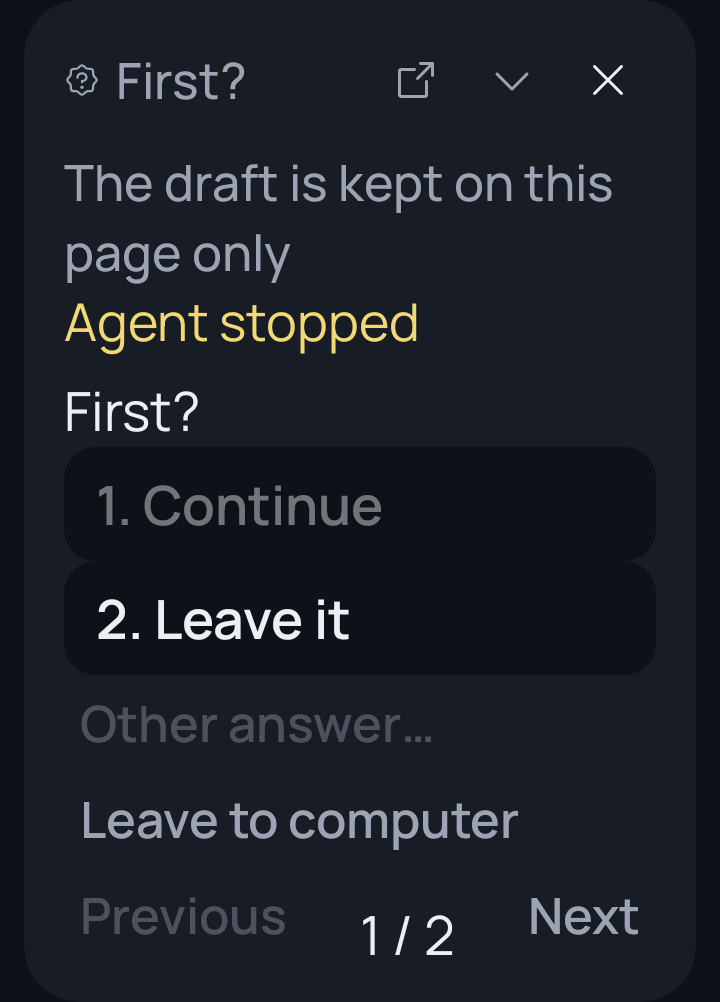 First?
The draft is kept on this
page only
Agent stopped
First?
1. Continue
2. Leave it
Other answer…
Leave to computer
Previous 1 / 2 Next